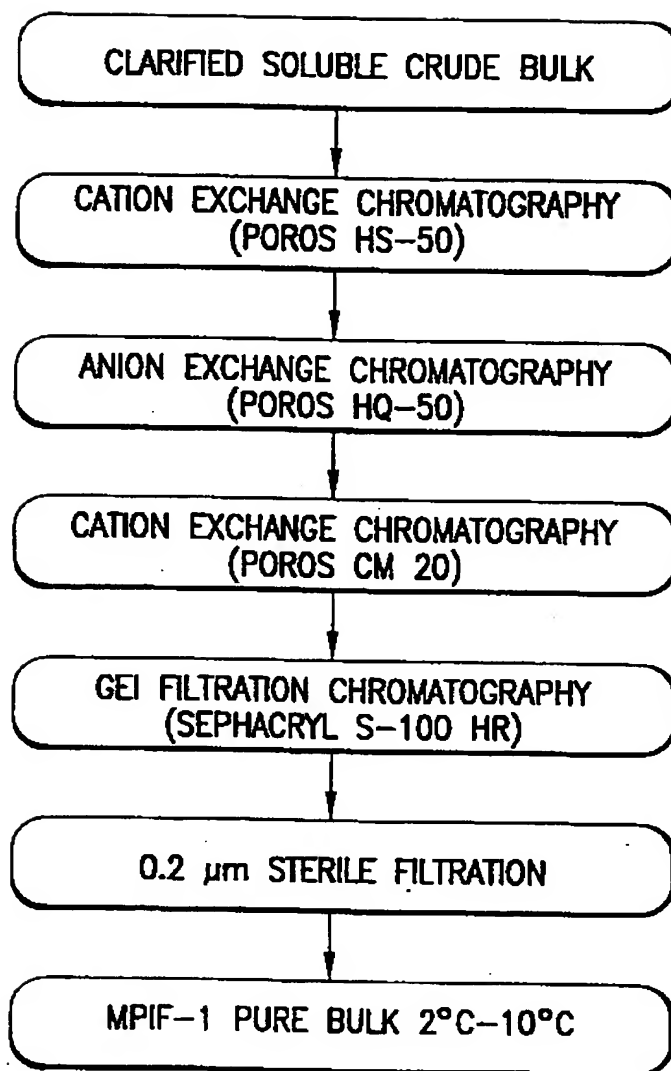 CLARIFIED SOLUBLE CRUDE BULK
CATION EXCHANGE CHROMATOGRAPHY
(POROS HS-50)
ANION EXCHANGE CHROMATOGRAPHY
(POROS HQ-50)
CATION EXCHANGE CHROMATOGRAPHY
(POROS CM 20)
GEI FILTRATION CHROMATOGRAPHY
(SEPHACRYL S-100 HR)
0.2 µm STERILE FILTRATION
MPIF-1 PURE BULK 2°C-10°C